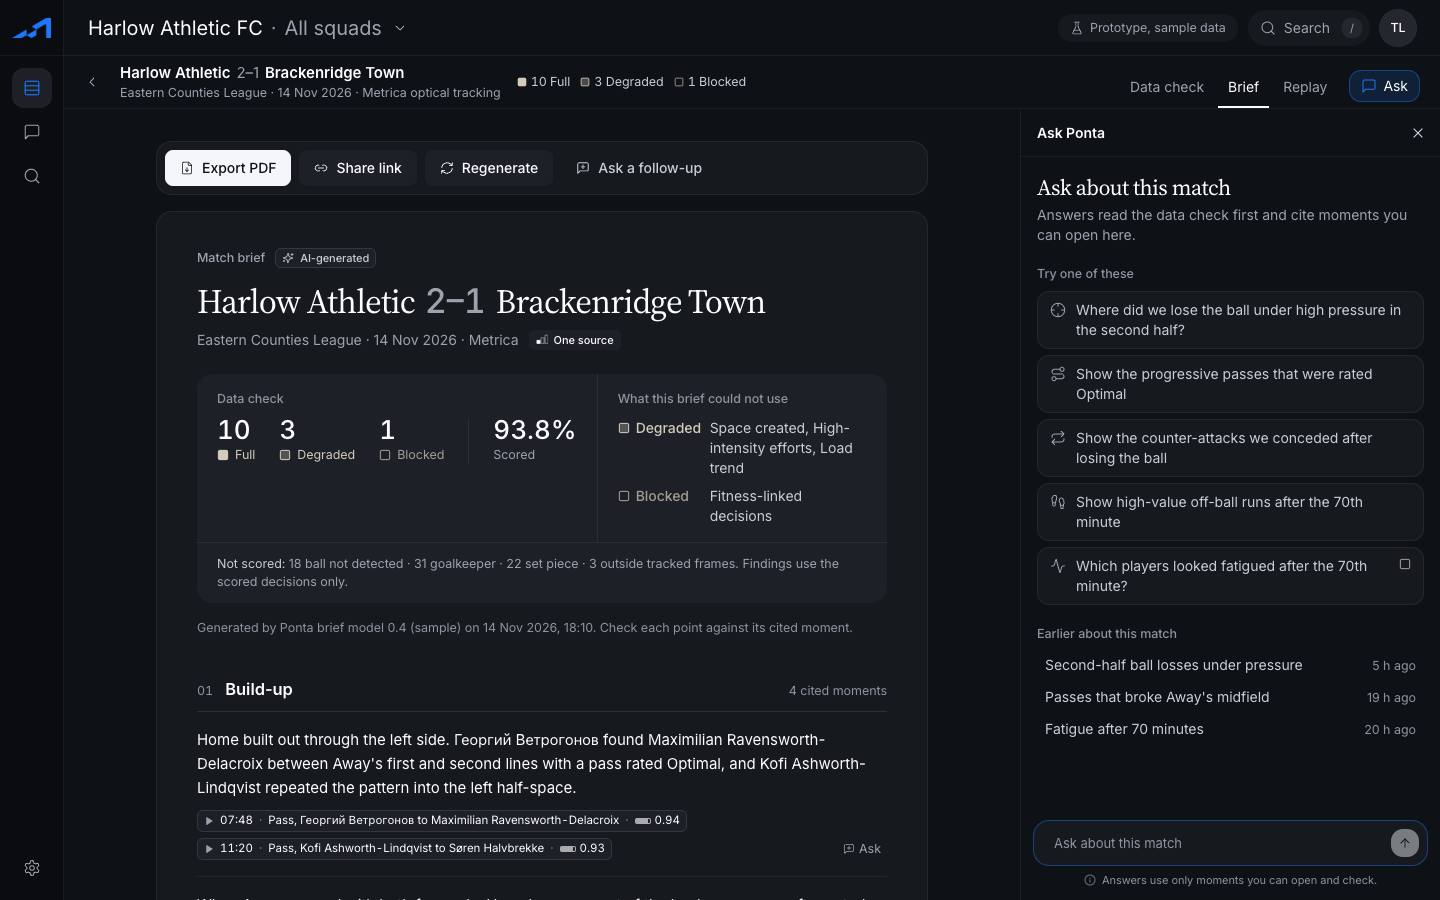 Harlow Athletic FC · All squads
Prototype, sample data
Search /
TL
Harlow Athletic 2–1 Brackenridge Town
Eastern Counties League · 14 Nov 2026 · Metrica optical tracking
10 Full 3 Degraded 1 Blocked
Data check
Brief
Replay
Ask
Export PDF
Share link
Regenerate
Ask a follow-up
Match brief
AI-generated
Harlow Athletic 2–1 Brackenridge Town
Eastern Counties League · 14 Nov 2026 · Metrica
One source
Data check
10 Full
3 Degraded
1 Blocked
93.8% Scored
What this brief could not use
Degraded Space created, High-
intensity efforts, Load
trend
Blocked Fitness-linked
decisions
Not scored: 18 ball not detected · 31 goalkeeper · 22 set piece · 3 outside tracked frames. Findings use the
scored decisions only.
Generated by Ponta brief model 0.4 (sample) on 14 Nov 2026, 18:10. Check each point against its cited moment.
01 Build-up
4 cited moments
Home built out through the left side. Георгий Ветрогонов found Maximilian Ravensworth-
Delacroix between Away's first and second lines with a pass rated Optimal, and Kofi Ashworth-
Lindqvist repeated the pattern into the left half-space.
07:48 · Pass, Георгий Ветрогонов to Maximilian Ravensworth-Delacroix · 0.94
11:20 · Pass, Kofi Ashworth-Lindqvist to Søren Halvbrekke · 0.93
Ask
Ask Ponta
Ask about this match
Answers read the data check first and cite moments you
can open here.
Try one of these
Where did we lose the ball under high pressure in
the second half?
Show the progressive passes that were rated
Optimal
Show the counter-attacks we conceded after
losing the ball
Show high-value off-ball runs after the 70th
minute
Which players looked fatigued after the 70th
minute?
Earlier about this match
Second-half ball losses under pressure 5 h ago
Passes that broke Away's midfield 19 h ago
Fatigue after 70 minutes 20 h ago
Ask about this match
Answers use only moments you can open and check.